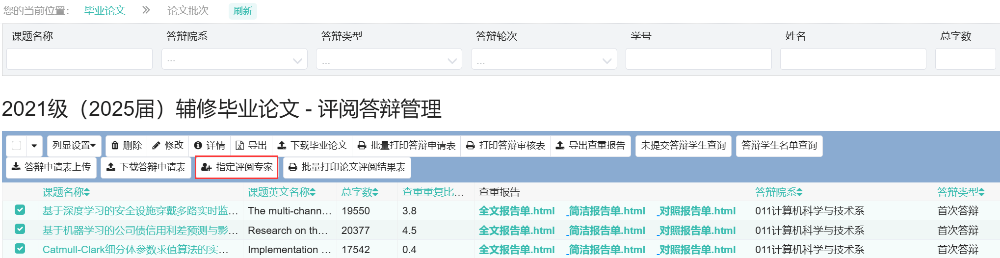 您的当前位置： 毕业论文 » 论文批次 刷新
课题名称 答辩院系 答辩类型 答辩轮次 学号 姓名 总字数
... ... ...
2021级（2025届）辅修毕业论文 - 评阅答辩管理
列显设置 删除 修改 详情 导出 下载毕业论文 批量打印答辩申请表 打印答辩审核表 导出查重报告 未提交答辩学生查询 答辩学生名单查询
答辩申请表上传 下载答辩申请表 指定评阅专家 批量打印论文评阅结果表
课题名称 课题英文名称 总字数 查重重复比... 查重报告 答辩院系 答辩类型
基于深度学习的安全设施穿戴多路实时监... The multi-chann... 19550 3.8 全文报告单.html 简洁报告单.html 对照报告单.html 011计算机科学与技术系 首次答辩
基于机器学习的公司债信用利差预测与影... Research on th... 20377 4.5 全文报告单.html 简洁报告单.html 对照报告单.html 011计算机科学与技术系 首次答辩
Catmull-Clark细分体参数求值算法的实... Implementation ... 17542 0.4 全文报告单.html 简洁报告单.html 对照报告单.html 011计算机科学与技术系 首次答辩